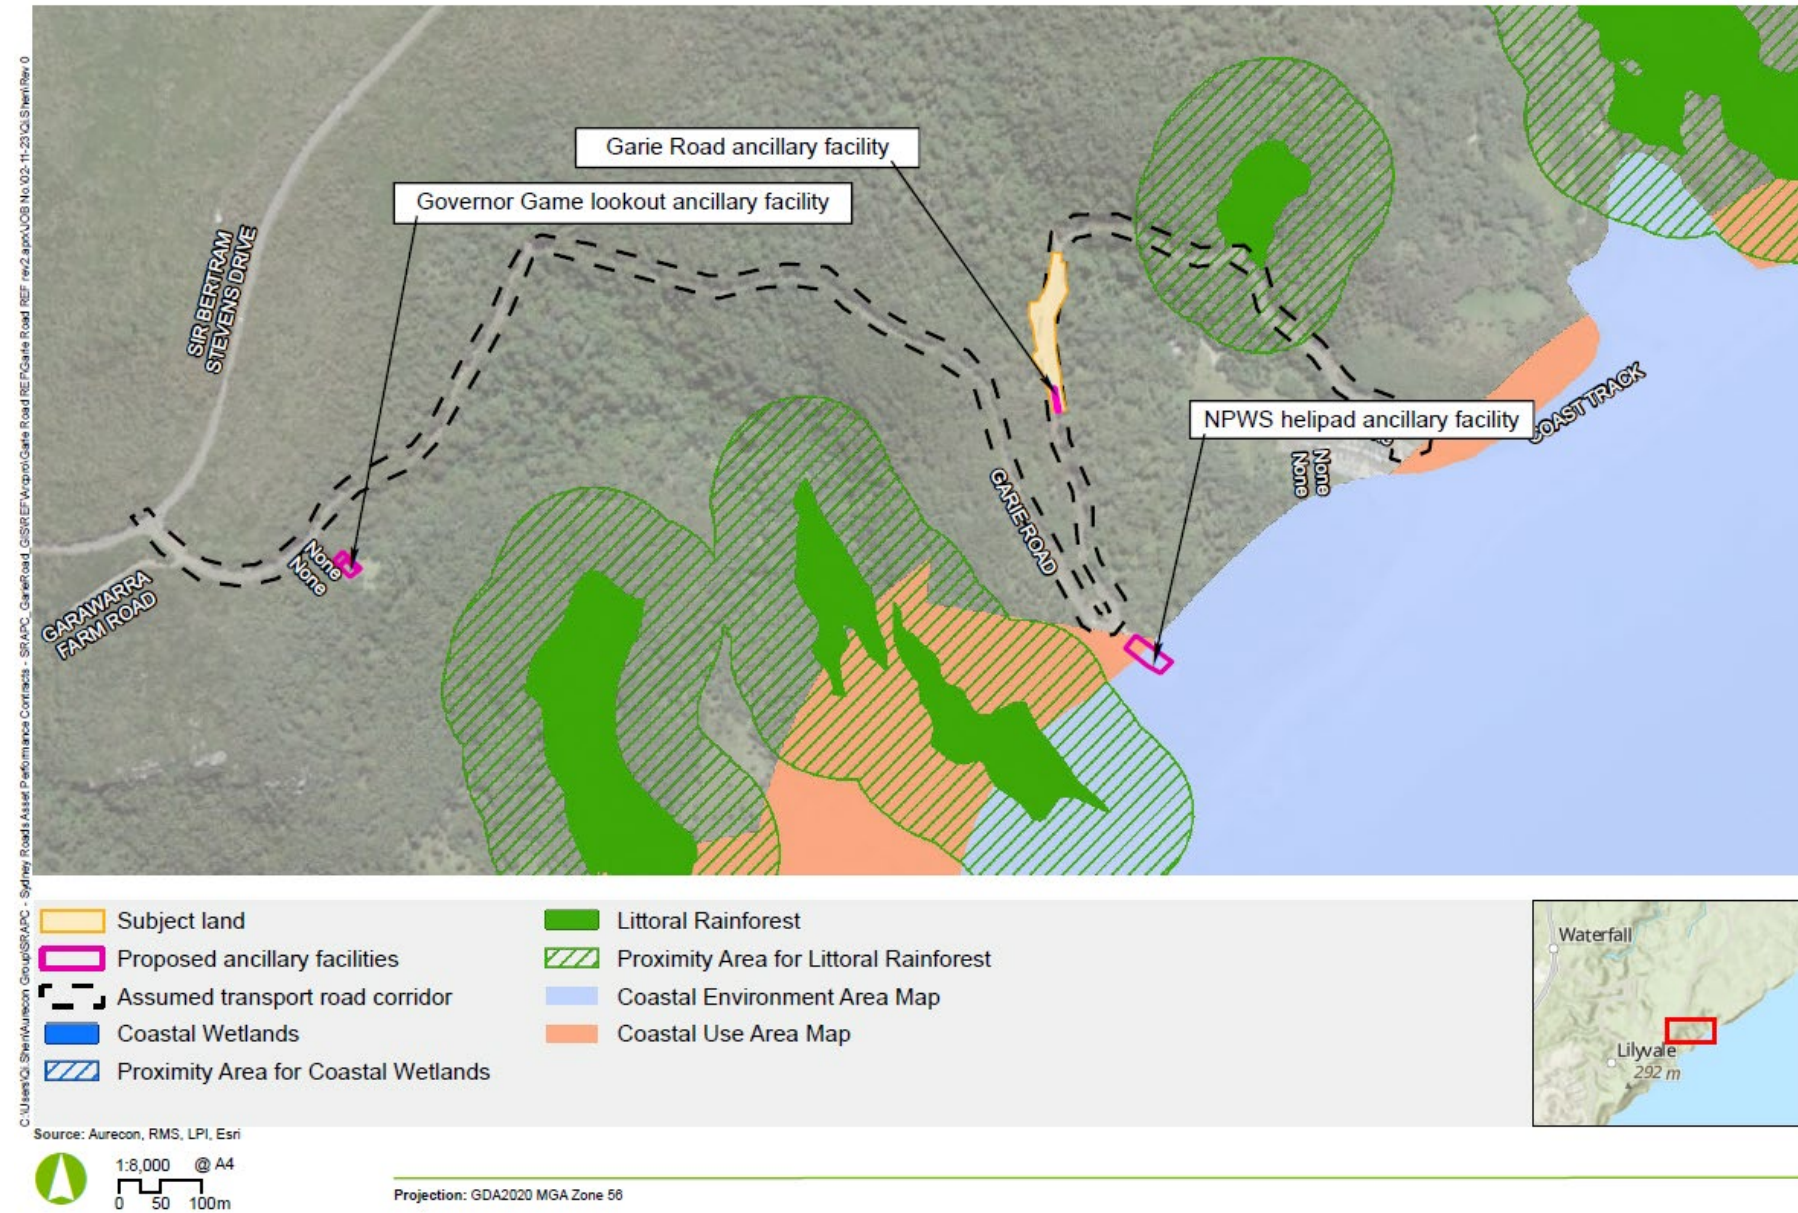 Garie Road ancillary facility
Governor Game lookout ancillary facility
SIR BERTRAM
STEVENS DRIVE
NPWS helipad ancillary facility
COAST TRACK
None
None
GARIE ROAD
None
None
GARAWARRA
FARM ROAD
Subject land
Proposed ancillary facilities
Assumed transport road corridor
Coastal Wetlands
Proximity Area for Coastal Wetlands
Littoral Rainforest
Proximity Area for Littoral Rainforest
Coastal Environment Area Map
Coastal Use Area Map
Waterfall
Lilyvale
292 m
Source: Aurecon, RMS, LPI, Esri
1:8,000 @ A4
0 50 100m
Projection: GDA2020 MGA Zone 56